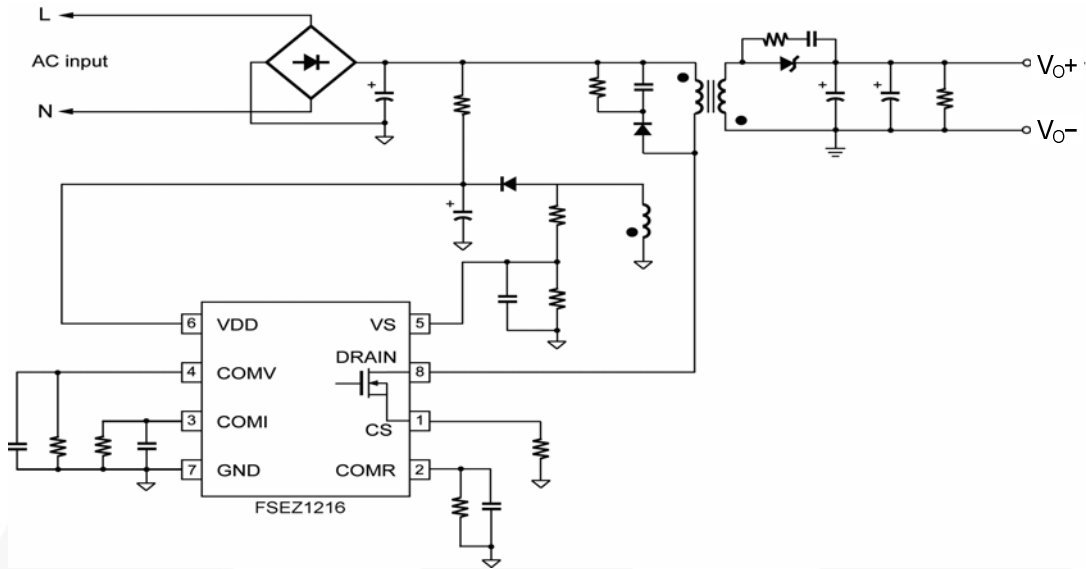 L
AC input
N
VO+
VO−
6 VDD VS 5
DRAIN
4 COMV 8
3 COMI 1
CS
7 GND COMR 2
FSEZ1216
+
+
+
+